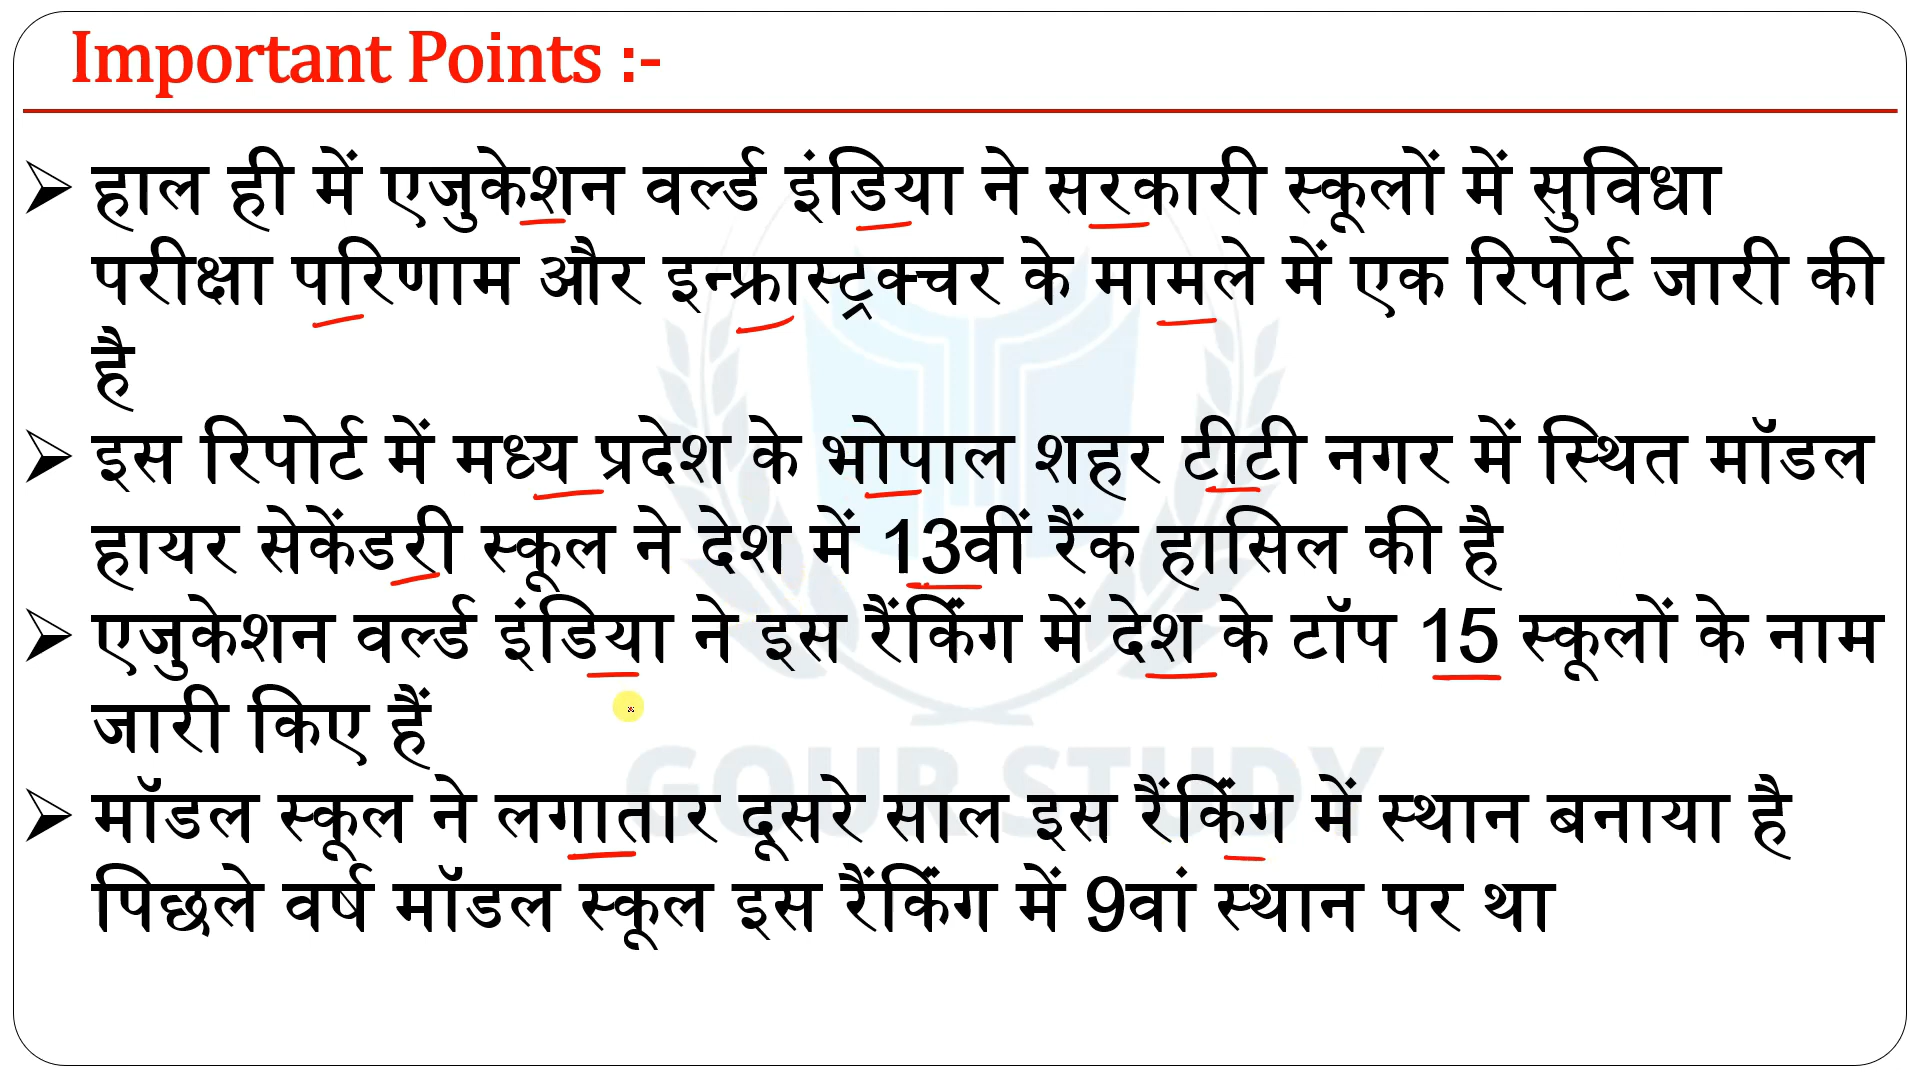 Important Points :-
हाल ही में एजुकेशन वर्ल्ड इंडिया ने सरकारी स्कूलों में सुविधा
परीक्षा परिणाम और इन्फ्रास्ट्रक्चर के मामले में एक रिपोर्ट जारी की
है
इस रिपोर्ट में मध्य प्रदेश के भोपाल शहर टीटी नगर में स्थित मॉडल
हायर सेकेंडरी स्कूल ने देश में 13वीं रैंक हासिल की है
एजुकेशन वर्ल्ड इंडिया ने इस रैंकिंग में देश के टॉप 15 स्कूलों के नाम
जारी किए हैं
GOUR STUDY
मॉडल स्कूल ने लगातार दूसरे साल इस रैंकिंग में स्थान बनाया है
पिछले वर्ष मॉडल स्कूल इस रैंकिंग में 9वां स्थान पर था